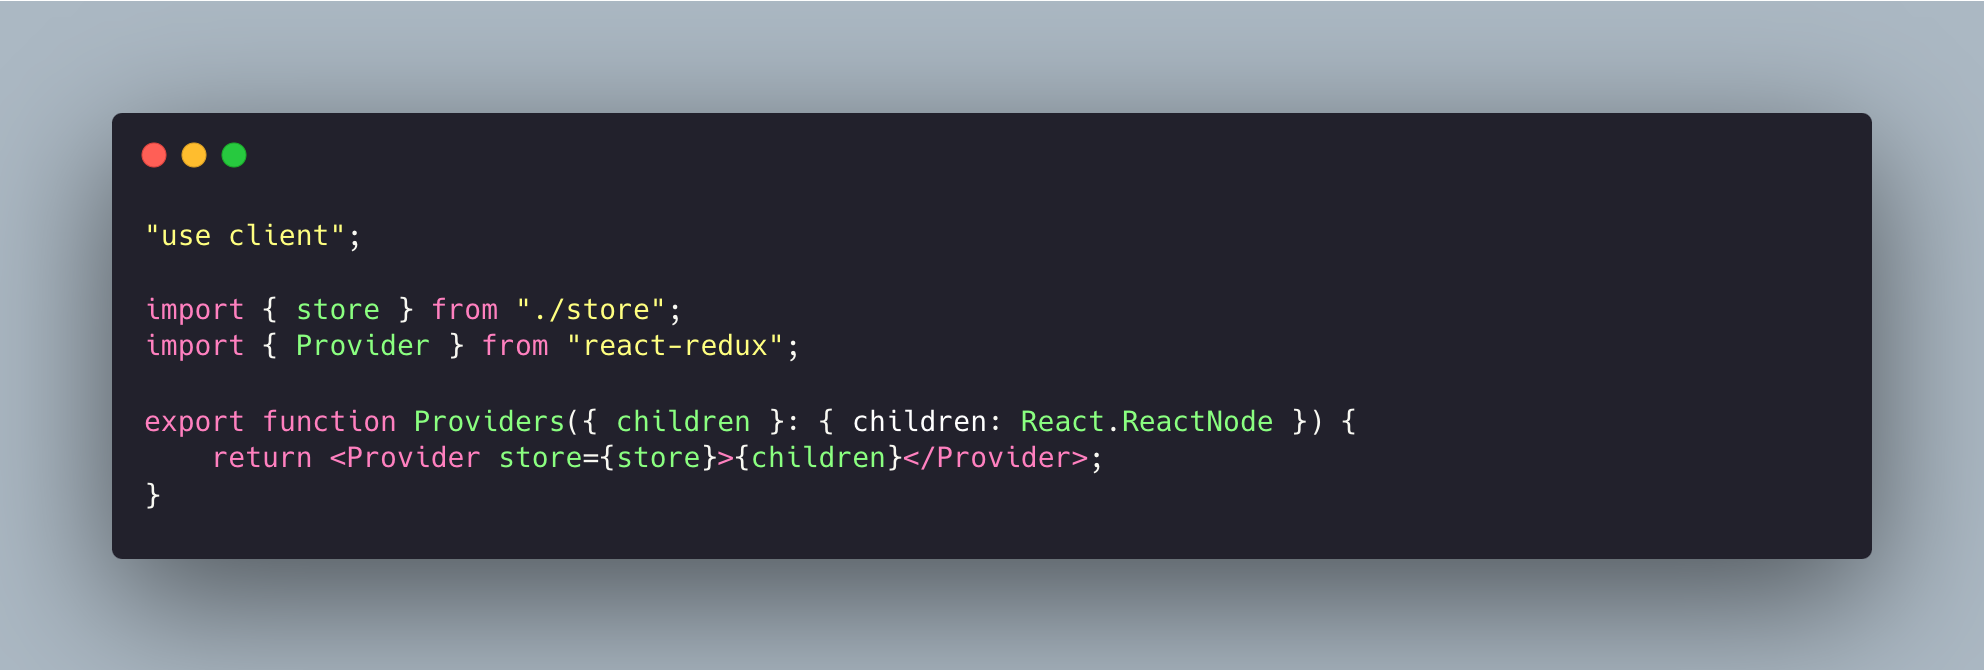 "use client";
import { store } from "./store";
import { Provider } from "react-redux";
export function Providers({ children }: { children: React.ReactNode }) {
    return <Provider store={store}>{children}</Provider>;
}